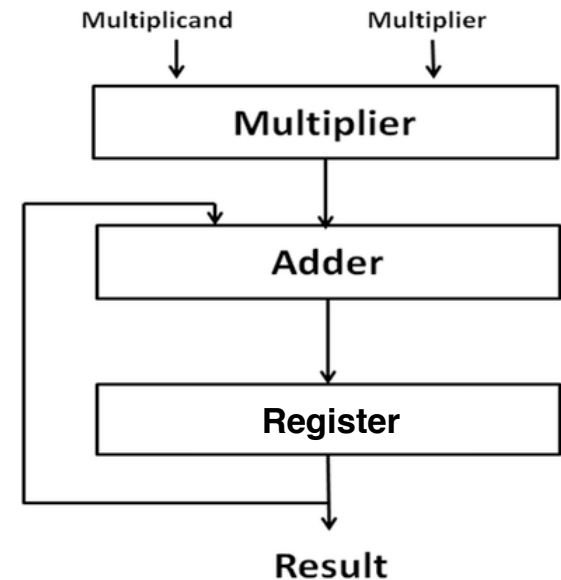 Multiplicand Multiplier
Multiplier
Adder
Register
Result